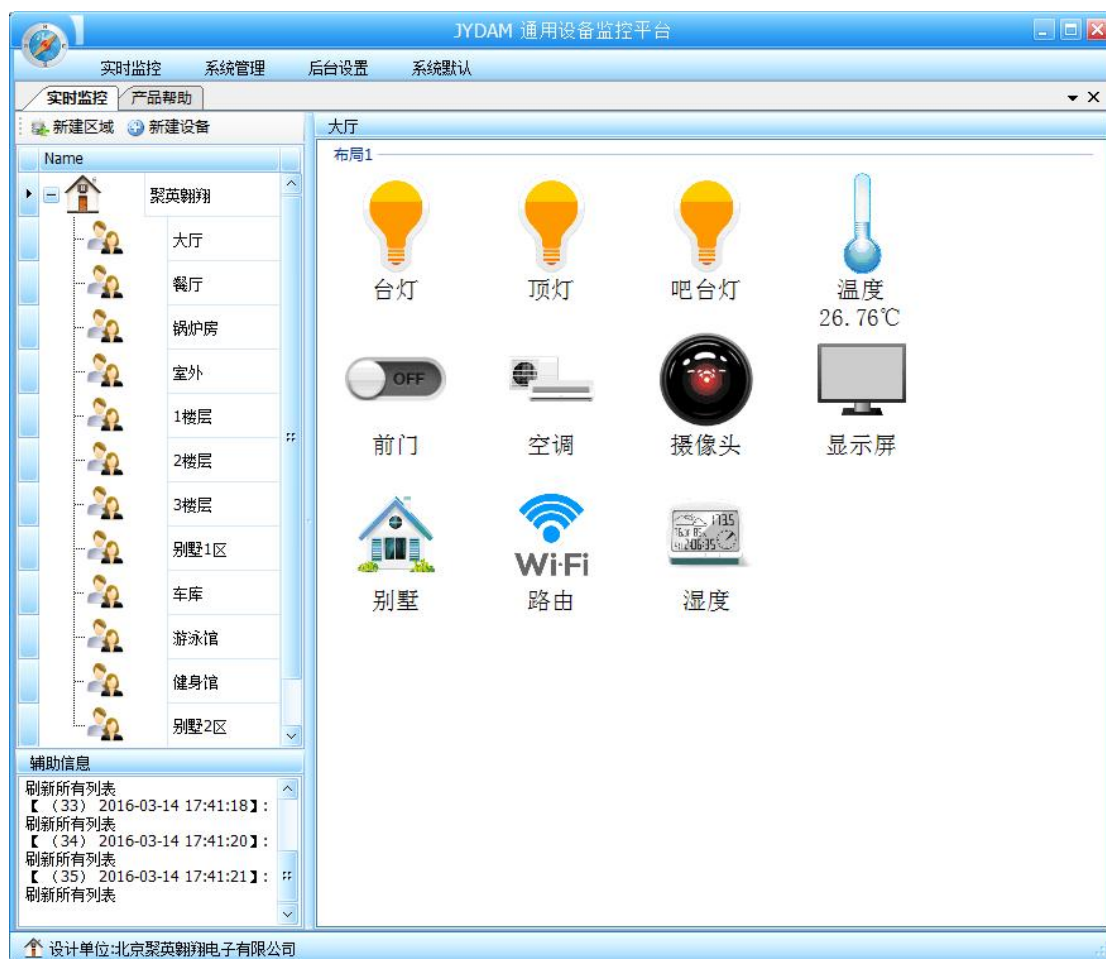 JYDAM 通用设备监控平台
实时监控 系统管理 后台设置 系统默认
实时监控 产品帮助
新建区域 新建设备
Name
聚英翱翔
大厅
餐厅
锅炉房
室外
1楼层
2楼层
3楼层
别墅1区
车库
游泳馆
健身馆
别墅2区
辅助信息
刷新所有列表
【 （33） 2016-03-14 17:41:18】:
刷新所有列表
【 （34） 2016-03-14 17:41:20】:
刷新所有列表
【 （35） 2016-03-14 17:41:21】:
刷新所有列表
大厅
布局1
台灯 顶灯 吧台灯 温度
26.76℃
OFF
前门 空调 摄像头 显示屏
Wi-Fi
别墅 路由 湿度
设计单位:北京聚英翱翔电子有限公司